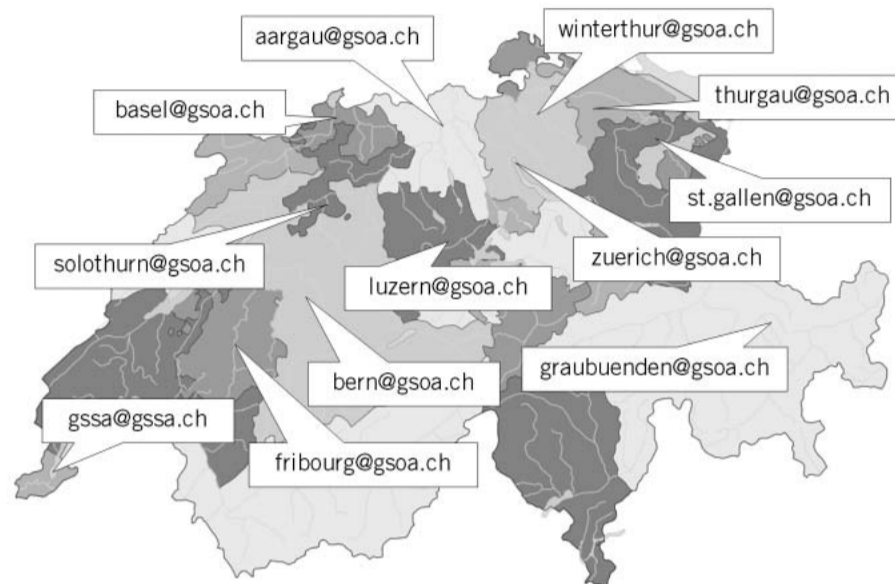 winterthur@gsoa.ch
aargau@gsoa.ch
thurgau@gsoa.ch
basel@gsoa.ch
st.gallen@gsoa.ch
solothurn@gsoa.ch
zuerich@gsoa.ch
luzern@gsoa.ch
graubuenden@gsoa.ch
bern@gsoa.ch
gssa@gssa.ch
fribourg@gsoa.ch